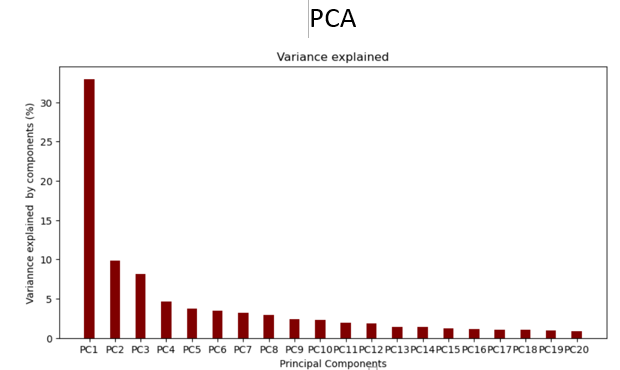 PCA
Variance explained
Variannce explained by components (%)
30
25
20
15
10
5
0
PC1 PC2 PC3 PC4 PC5 PC6 PC7 PC8 PC9 PC10 PC11 PC12 PC13 PC14 PC15 PC16 PC17 PC18 PC19 PC20
Principal Components